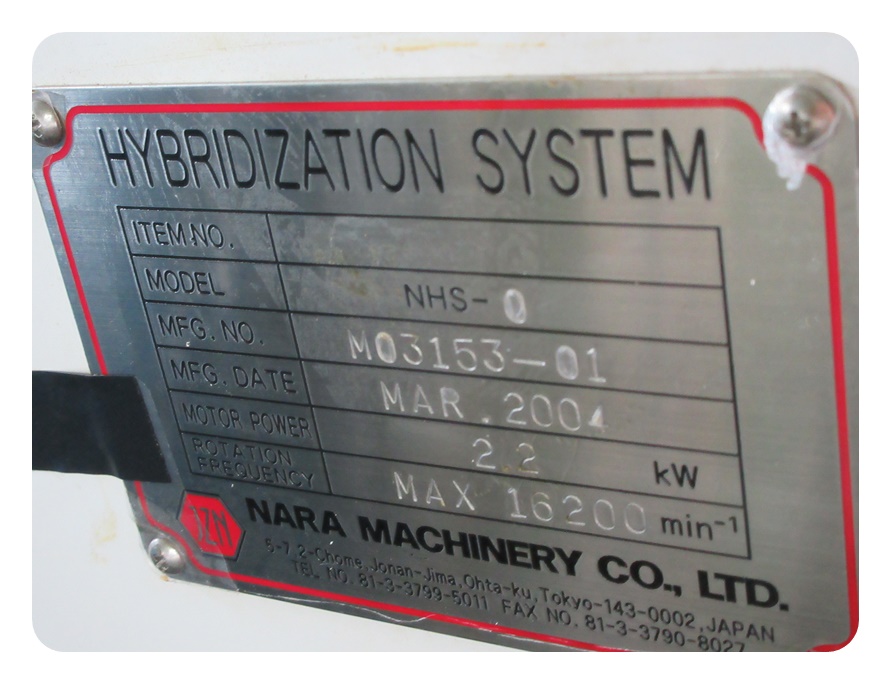 HYBRIDIZATION SYSTEM
ITEM NO.
MODEL NHS-0
MFG. NO. M03153-01
MFG. DATE MAR. 2004
MOTOR POWER 2.2 kW
ROTATION FREQUENCY MAX 16200 min-1
NARA MACHINERY CO., LTD.
5-7, 2-Chome, Jonan-Jima, Ohta-ku, Tokyo-143-0002, JAPAN
TEL NO. 81-3-3799-5011 FAX NO. 81-3-3790-8027